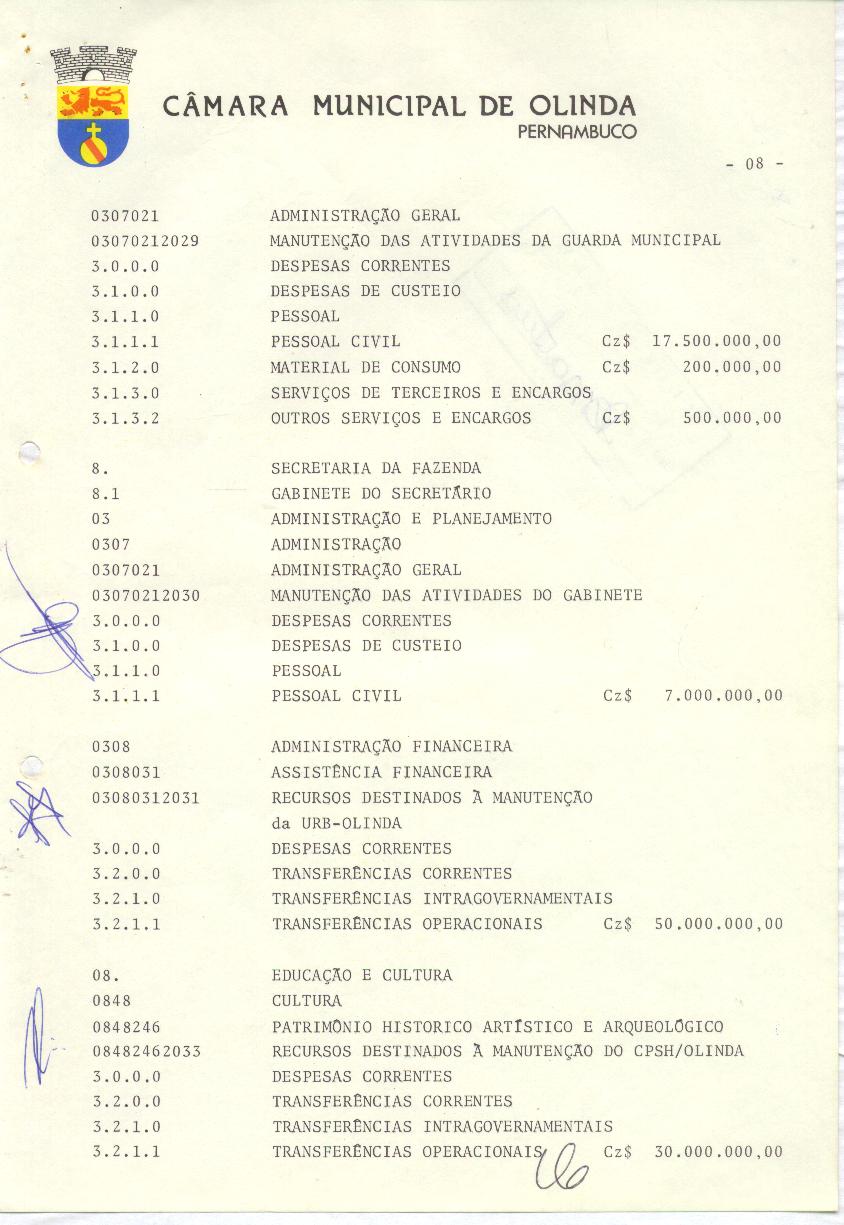 CÂMARA MUNICIPAL DE OLINDA
PERNAMBUCO
- 08 -
0307021 ADMINISTRAÇÃO GERAL
03070212029 MANUTENÇÃO DAS ATIVIDADES DA GUARDA MUNICIPAL
3.0.0.0 DESPESAS CORRENTES
3.1.0.0 DESPESAS DE CUSTEIO
3.1.1.0 PESSOAL
3.1.1.1 PESSOAL CIVIL Cz$ 17.500.000,00
3.1.2.0 MATERIAL DE CONSUMO Cz$ 200.000,00
3.1.3.0 SERVIÇOS DE TERCEIROS E ENCARGOS
3.1.3.2 OUTROS SERVIÇOS E ENCARGOS Cz$ 500.000,00
8. SECRETARIA DA FAZENDA
8.1 GABINETE DO SECRETÁRIO
03 ADMINISTRAÇÃO E PLANEJAMENTO
0307 ADMINISTRAÇÃO
0307021 ADMINISTRAÇÃO GERAL
03070212030 MANUTENÇÃO DAS ATIVIDADES DO GABINETE
3.0.0.0 DESPESAS CORRENTES
3.1.0.0 DESPESAS DE CUSTEIO
3.1.1.0 PESSOAL
3.1.1.1 PESSOAL CIVIL Cz$ 7.000.000,00
0308 ADMINISTRAÇÃO FINANCEIRA
0308031 ASSISTÊNCIA FINANCEIRA
03080312031 RECURSOS DESTINADOS À MANUTENÇÃO
da URB-OLINDA
3.0.0.0 DESPESAS CORRENTES
3.2.0.0 TRANSFERÊNCIAS CORRENTES
3.2.1.0 TRANSFERÊNCIAS INTRAGOVERNAMENTAIS
3.2.1.1 TRANSFERÊNCIAS OPERACIONAIS Cz$ 50.000.000,00
08. EDUCAÇÃO E CULTURA
0848 CULTURA
0848246 PATRIMÔNIO HISTORICO ARTÍSTICO E ARQUEOLÓGICO
08482462033 RECURSOS DESTINADOS À MANUTENÇÃO DO CPSH/OLINDA
3.0.0.0 DESPESAS CORRENTES
3.2.0.0 TRANSFERÊNCIAS CORRENTES
3.2.1.0 TRANSFERÊNCIAS INTRAGOVERNAMENTAIS
3.2.1.1 TRANSFERÊNCIAS OPERACIONAIS Cz$ 30.000.000,00